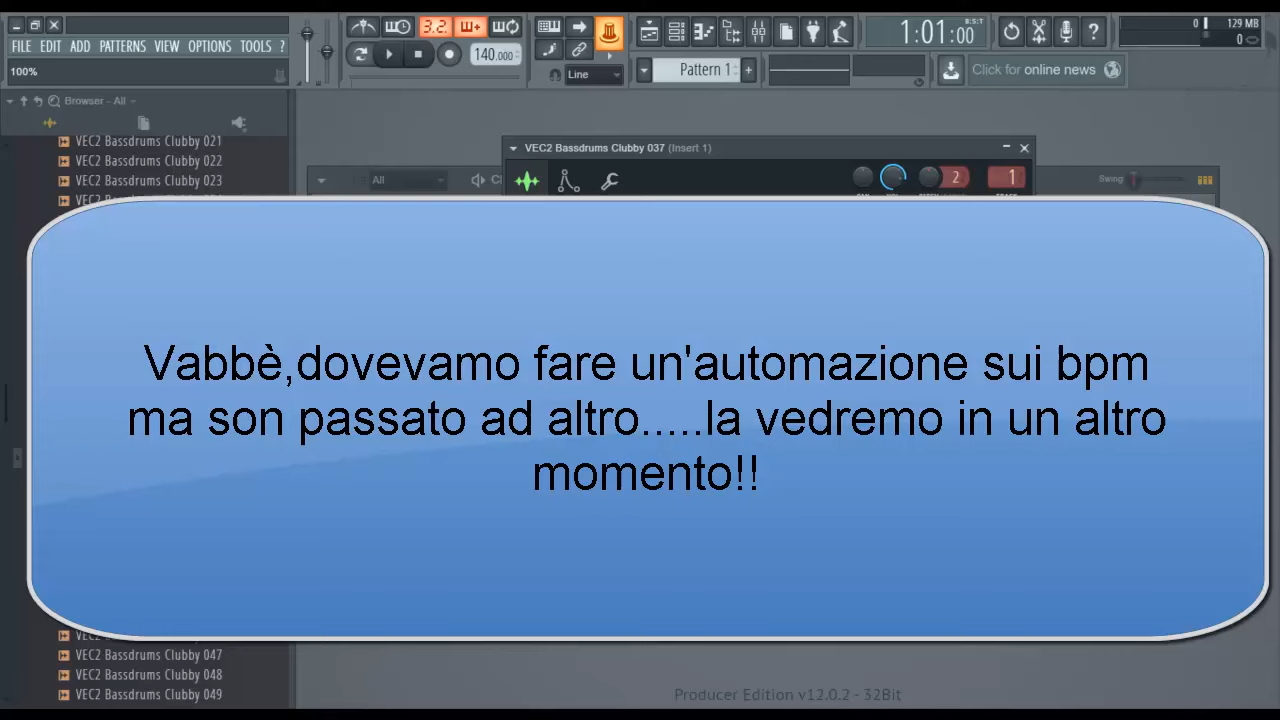 FILE EDIT ADD PATTERNS VIEW OPTIONS TOOLS ?
100%
3.2.
140.000
Line
Pattern 1
1:01:00
B:S:T
0
129 MB
0
Click for online news
Browser - All
VEC2 Bassdrums Clubby 021
VEC2 Bassdrums Clubby 022
VEC2 Bassdrums Clubby 023
All
VEC2 Bassdrums Clubby 037 (Insert 1)
2
1
Swing
Vabbè,dovevamo fare un'automazione sui bpm
ma son passato ad altro.....la vedremo in un altro
momento!!
VEC2 Bassdrums Clubby 047
VEC2 Bassdrums Clubby 048
VEC2 Bassdrums Clubby 049
Producer Edition v12.0.2 - 32Bit